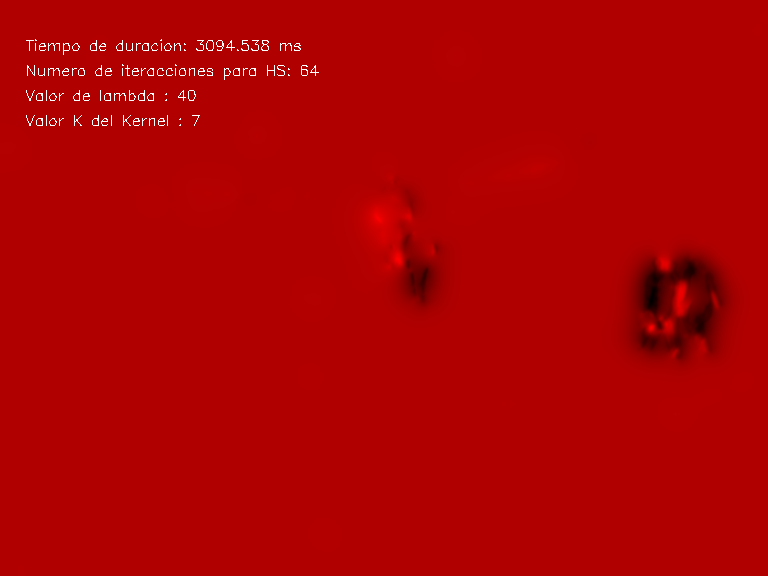 Tiempo de duracion: 3094.538 ms
Numero de iteracciones para HS: 64
Valor de lambda : 40
Valor K del Kernel : 7